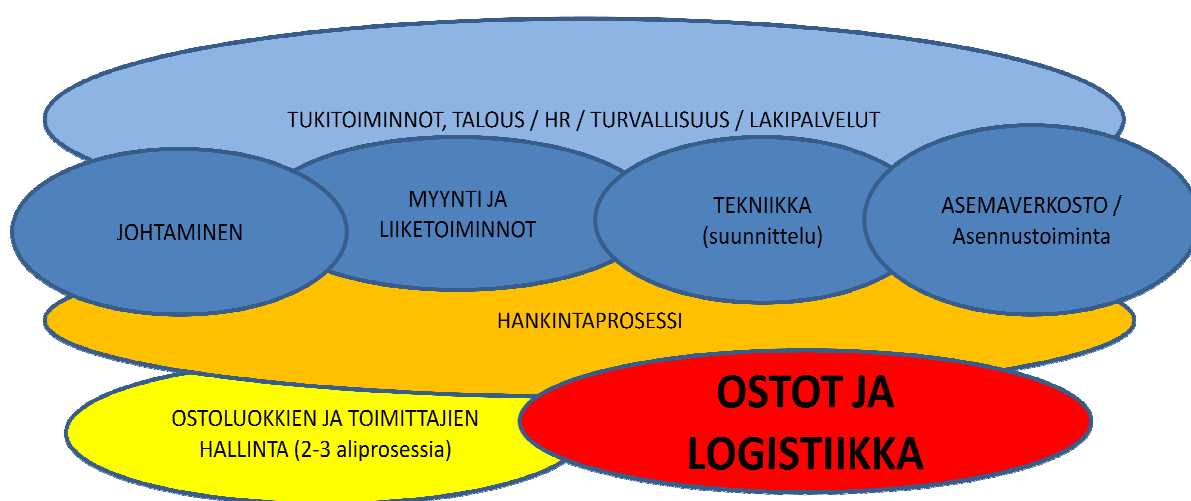 TUKITOIMINNOT, TALOUS / HR / TURVALLISUUS / LAKIPALVELUT
JOHTAMINEN
MYYNTI JA
LIIKETOIMINNOT
TEKNIIKKA
(suunnittelu)
ASEMAVERKOSTO /
Asennustoiminta
HANKINTAPROSESSI
OSTOLUOKKIEN JA TOIMITTAJIEN
HALLINTA (2-3 aliprosessia)
OSTOT JA
LOGISTIIKKA